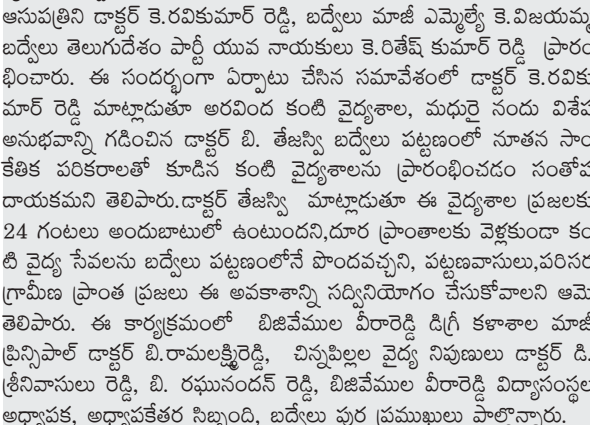 ఆసుపత్రిని డాక్టర్ కె.రవికుమార్ రెడ్డి, బద్వేలు మాజీ ఎమ్మెల్యే కె.విజయమ్మ
బద్వేలు తెలుగుదేశం పార్టీ యువ నాయకులు కె.రితేష్ కుమార్ రెడ్డి ప్రారం
భించారు. ఈ సందర్భంగా ఏర్పాటు చేసిన సమావేశంలో డాక్టర్ కె.రవికు
మార్ రెడ్డి మాట్లాడుతూ అరవింద కంటి వైద్యశాల, మధురై నందు విశేష
అనుభవాన్ని గడించిన డాక్టర్ బి. తేజస్వి బద్వేలు పట్టణంలో నూతన సాం
కేతిక పరికరాలతో కూడిన కంటి వైద్యశాలను ప్రారంభించడం సంతోష
దాయకమని తెలిపారు.డాక్టర్ తేజస్వి మాట్లాడుతూ ఈ వైద్యశాల ప్రజలకు
24 గంటలు అందుబాటులో ఉంటుందని,దూర ప్రాంతాలకు వెళ్లకుండా కం
టి వైద్య సేవలను బద్వేలు పట్టణంలోనే పొందవచ్చని, పట్టణవాసులు,పరిసర
గ్రామీణ ప్రాంత ప్రజలు ఈ అవకాశాన్ని సద్వినియోగం చేసుకోవాలని ఆమె
తెలిపారు. ఈ కార్యక్రమంలో బిజివేముల వీరారెడ్డి డిగ్రీ కళాశాల మాజీ
ప్రిన్సిపాల్ డాక్టర్ బి.రామలక్ష్మిరెడ్డి, చిన్నపిల్లల వైద్య నిపుణులు డాక్టర్ డి.
శ్రీనివాసులు రెడ్డి, బి. రఘునందన్ రెడ్డి, బిజివేముల వీరారెడ్డి విద్యాసంస్థల
అధ్యాపక, అధ్యాపకేతర సిబ్బంది, బద్వేలు పుర ప్రముఖులు పాల్గొన్నారు.